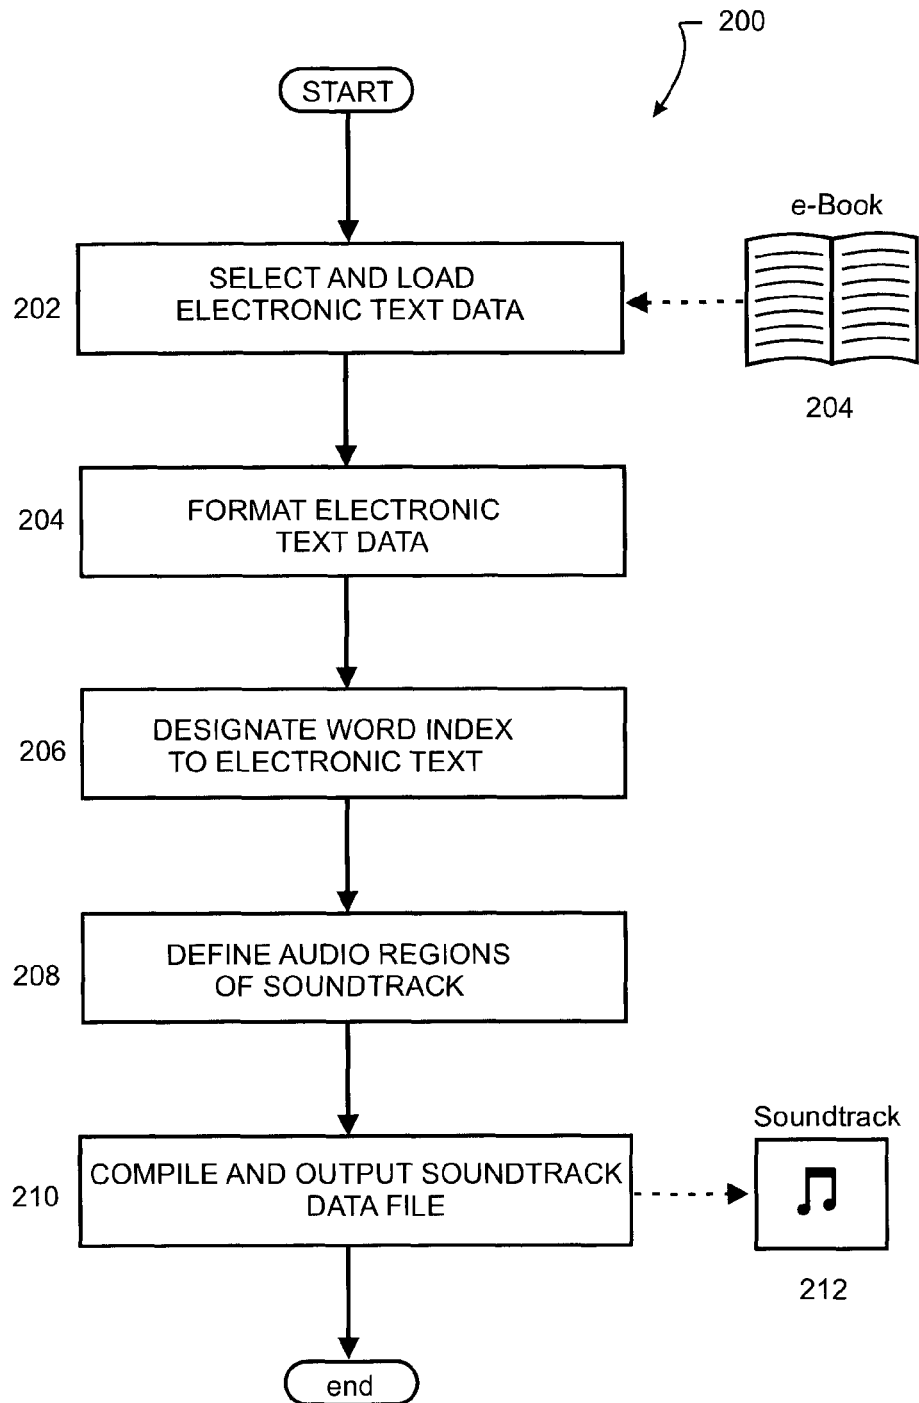 200
START
e-Book
202
SELECT AND LOAD
ELECTRONIC TEXT DATA
204
204
FORMAT ELECTRONIC
TEXT DATA
206
DESIGNATE WORD INDEX
TO ELECTRONIC TEXT
208
DEFINE AUDIO REGIONS
OF SOUNDTRACK
Soundtrack
210
COMPILE AND OUTPUT SOUNDTRACK
DATA FILE
212
end